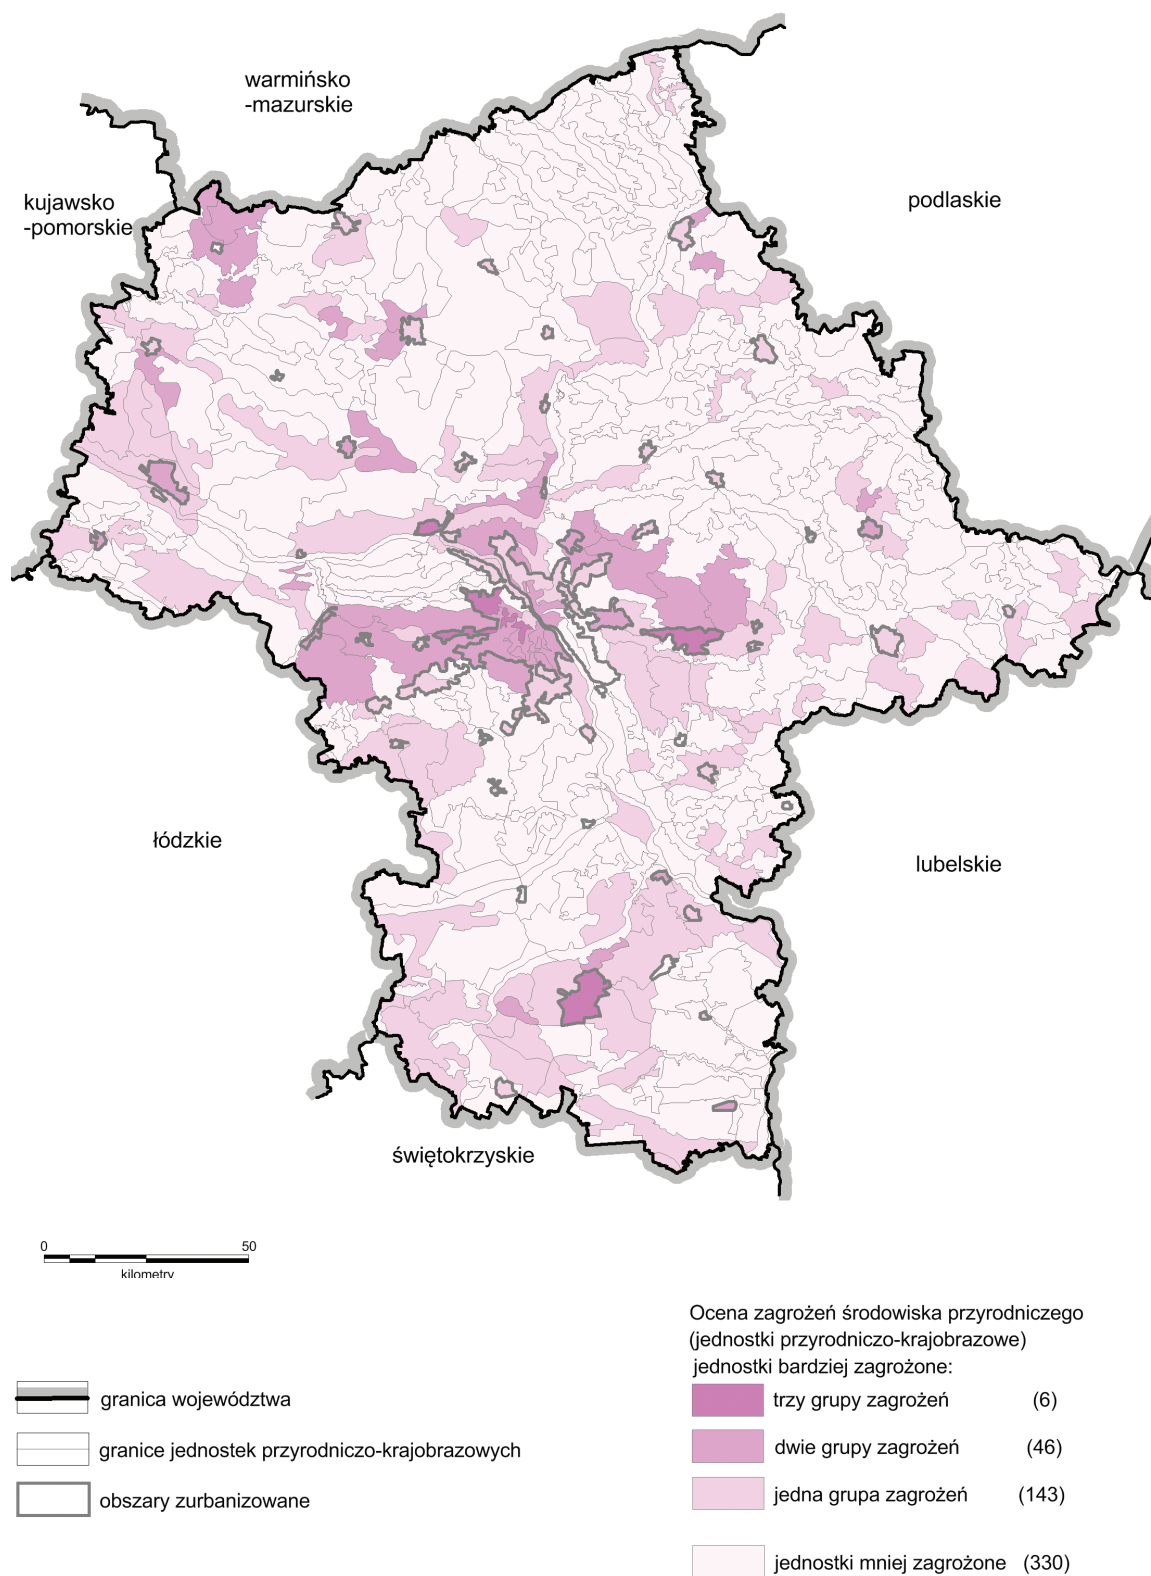 warmińsko
-mazurskie
kujawsko
-pomorskie
podlaskie
łódzkie
lubelskie
świętokrzyskie
0 50
kilometry
Ocena zagrożeń środowiska przyrodniczego
(jednostki przyrodniczo-krajobrazowe)
jednostki bardziej zagrożone:
trzy grupy zagrożeń (6)
dwie grupy zagrożeń (46)
jedna grupa zagrożeń (143)
jednostki mniej zagrożone (330)
granica województwa
granice jednostek przyrodniczo-krajobrazowych
obszary zurbanizowane